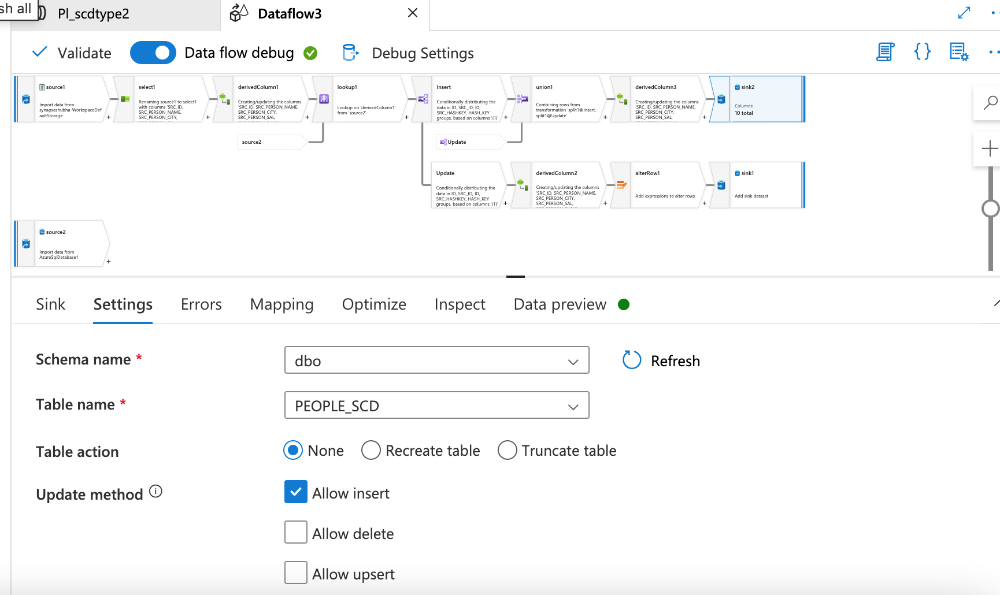 sh all
Pl_scdtype2
Dataflow3
Validate
Data flow debug
Debug Settings
source1
Import data from
synapseshubha-WorkspaceDef
aultStorage
+
select1
Renaming source1 to select1
with columns 'SRC_ID,
SRC_PERSON_NAME,
SRC_PERSON_CITY,
+
derivedColumn1
Creating/updating the columns
'SRC_ID, SRC_PERSON_NAME,
SRC_PERSON_CITY,
SRC_PERSON_SAL,
+
lookup1
Lookup on 'derivedColumn1'
from 'source2'
+
Insert
Conditionally distributing the
data in ID, SRC_ID, ID,
SRC_HASHKEY, HASH_KEY
groups, based on columns '{1}'
+
union1
Combining rows from
transformation 'split1@Insert,
split1@Update'
+
derivedColumn3
Creating/updating the columns
'SRC_ID, SRC_PERSON_NAME,
SRC_PERSON_CITY,
SRC_PERSON_SAL,
+
sink2
Columns:
10 total
source2
Update
Update
Conditionally distributing the
data in ID, SRC_ID, ID,
SRC_HASHKEY, HASH_KEY
groups, based on columns '{1}'
+
derivedColumn2
Creating/updating the columns
'SRC_ID, SRC_PERSON_NAME,
SRC_PERSON_CITY,
SRC_PERSON_SAL,
+
alterRow1
Add expressions to alter rows
+
sink1
Add sink dataset
source2
Import data from
AzureSqlDatabase1
+
Sink
Settings
Errors
Mapping
Optimize
Inspect
Data preview
Schema name *
dbo
Refresh
Table name *
PEOPLE_SCD
Table action
None
Recreate table
Truncate table
Update method
Allow insert
Allow delete
Allow upsert